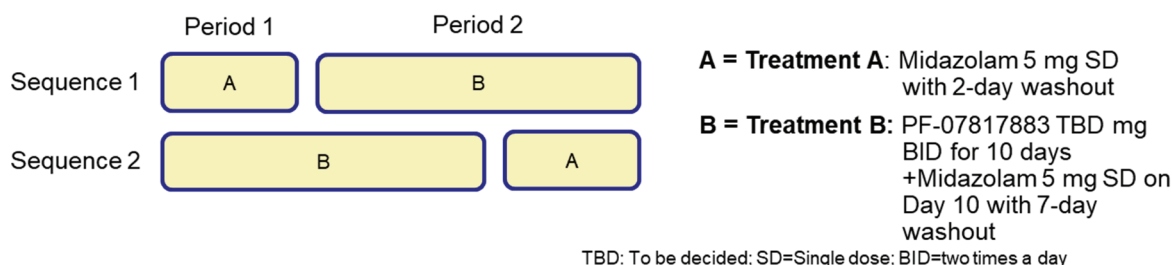 Period 1
Period 2
Sequence 1
A
B
Sequence 2
B
A
A = Treatment A: Midazolam 5 mg SD
with 2-day washout
B = Treatment B: PF-07817883 TBD mg
BID for 10 days
+Midazolam 5 mg SD on
Day 10 with 7-day
washout
TBD: To be decided; SD=Single dose; BID=two times a day